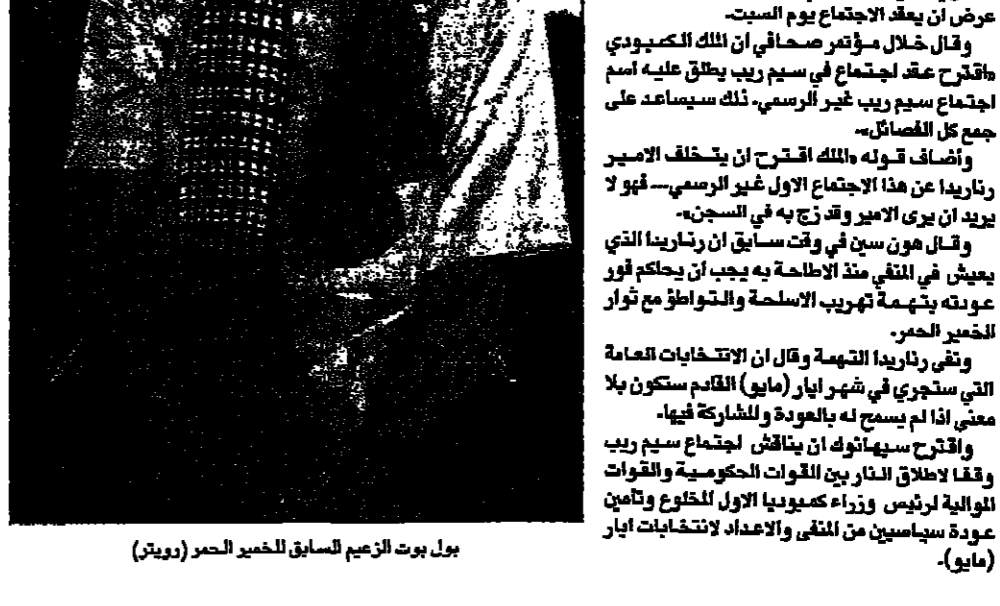 عرض ان يعقد الاجتماع يوم السبت.
وقال خلال مؤتمر صحافي ان الملك الكمبودي
«اقترح عقد اجتماع في سيم ريب يطلق عليه اسم
اجتماع سيم ريب غير الرسمي. ذلك سيساعد على
جمع كل الفصائل».
وأضاف قوله «الملك اقترح ان يتخلف الامير
رناريدا عن هذا الاجتماع الاول غير الرسمي... فهو لا
يريد ان يرى الامير وقد زج به في السجن».
وقال هون سين في وقت سابق ان رناريدا الذي
يعيش في المنفى منذ الاطاحة به يجب ان يحاكم فور
عودته بتهمة تهريب الاسلحة والتواطؤ مع ثوار
الخمير الحمر.
ونفى رناريدا التهمة وقال ان الانتخابات العامة
التي ستجري في شهر ايار (مايو) القادم ستكون بلا
معنى اذا لم يسمح له بالعودة وللشاركة فيها.
واقترح سيهانوك ان يناقش اجتماع سيم ريب
وقفا لاطلاق النار بين القوات الحكومية والقوات
الموالية لرئيس وزراء كمبوديا الاول المخلوع وتأمين
عودة سياسيين من المنفى والاعداد لانتخابات ايار
(مايو).
بول بوت الزعيم السابق للخمير الحمر (رويتر)